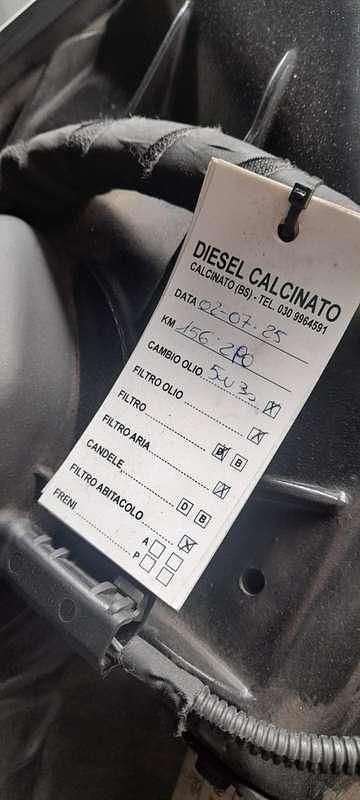 DIESEL CALCINATO
CALCINATO (BS) - TEL. 030 9964591
DATA 02-07-25
KM 156.280
CAMBIO OLIO 5W30 X
FILTRO OLIO X
FILTRO D B
FILTRO ARIA X
CANDELE D B
FILTRO ABITACOLO X
FRENI A
P